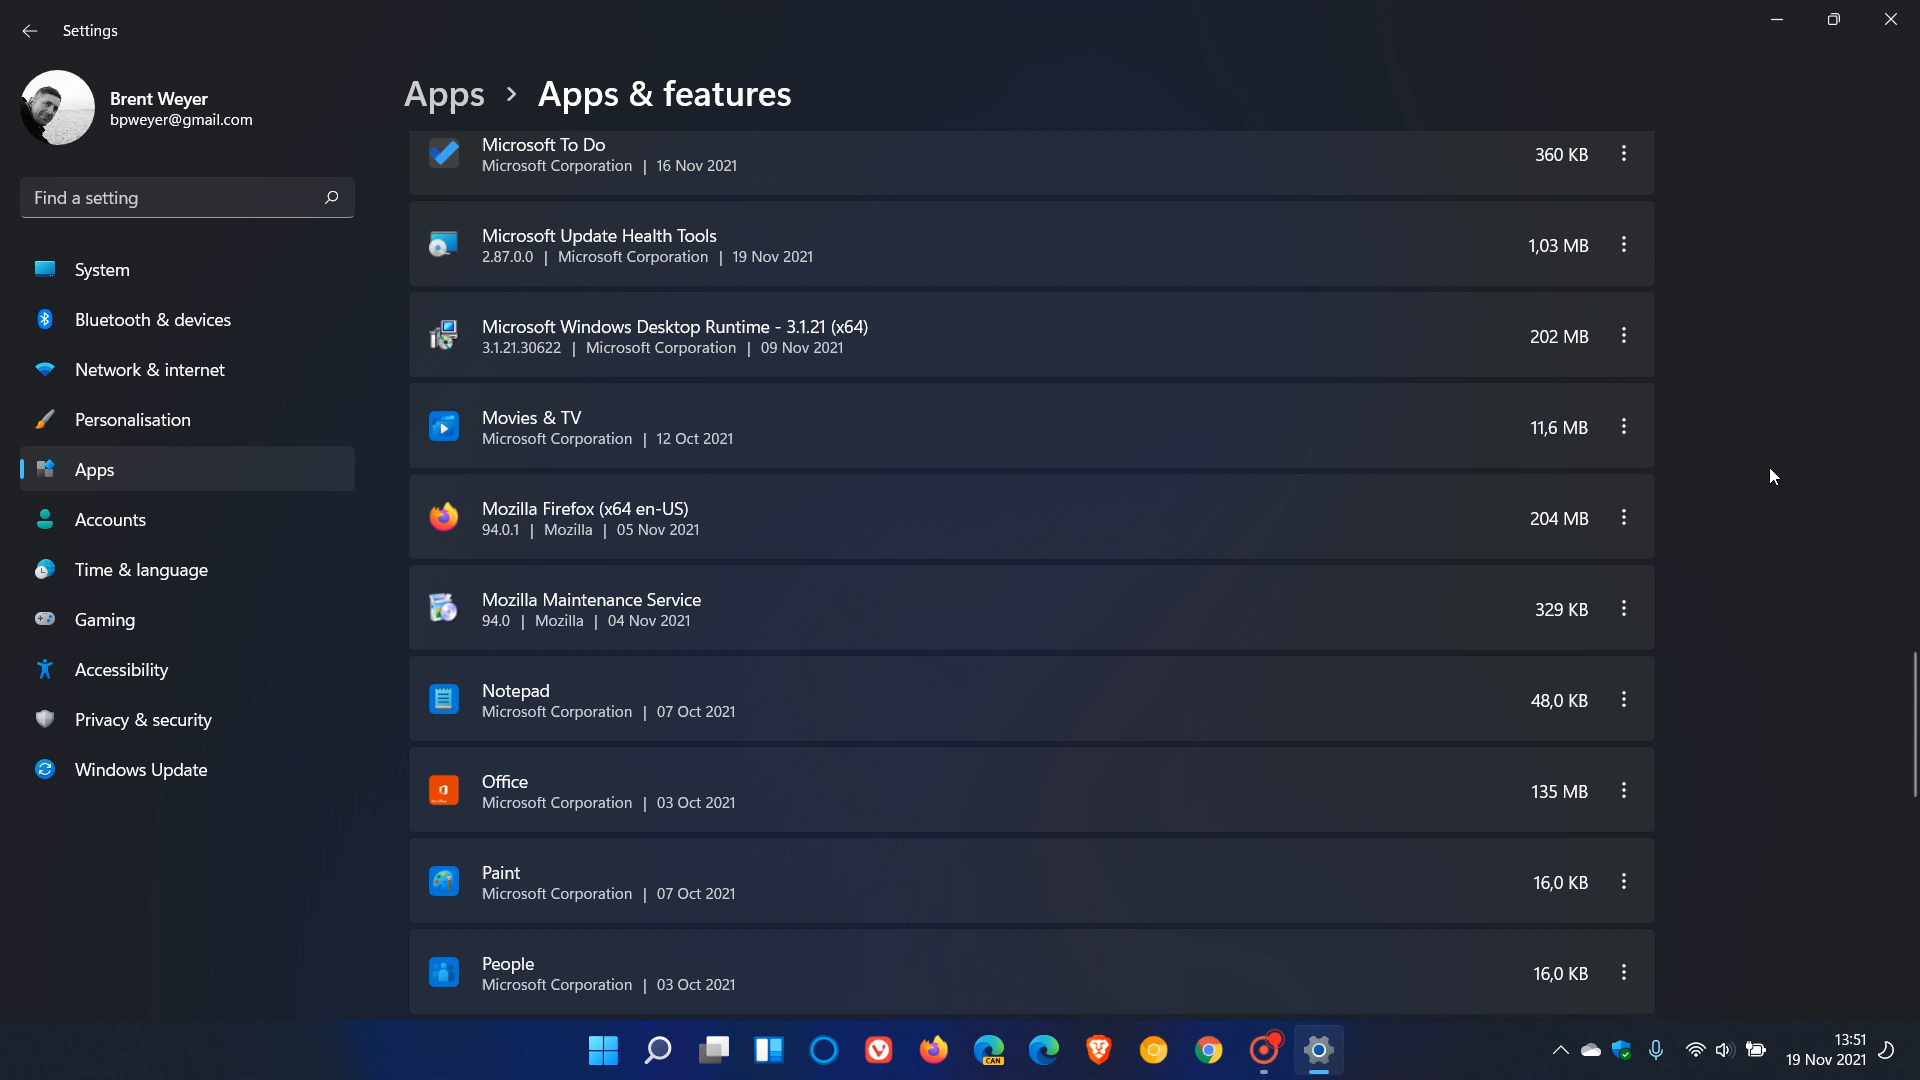 Settings
Brent Weyer
bpweyer@gmail.com
Find a setting
System
Bluetooth & devices
Network & internet
Personalisation
Apps
Accounts
Time & language
Gaming
Accessibility
Privacy & security
Windows Update
Apps > Apps & features
Microsoft To Do
Microsoft Corporation | 16 Nov 2021
360 KB
Microsoft Update Health Tools
2.87.0.0 | Microsoft Corporation | 19 Nov 2021
1,03 MB
Microsoft Windows Desktop Runtime - 3.1.21 (x64)
3.1.21.30622 | Microsoft Corporation | 09 Nov 2021
202 MB
Movies & TV
Microsoft Corporation | 12 Oct 2021
11,6 MB
Mozilla Firefox (x64 en-US)
94.0.1 | Mozilla | 05 Nov 2021
204 MB
Mozilla Maintenance Service
94.0 | Mozilla | 04 Nov 2021
329 KB
Notepad
Microsoft Corporation | 07 Oct 2021
48,0 KB
Office
Microsoft Corporation | 03 Oct 2021
135 MB
Paint
Microsoft Corporation | 07 Oct 2021
16,0 KB
People
Microsoft Corporation | 03 Oct 2021
16,0 KB
CAN
13:51
19 Nov 2021